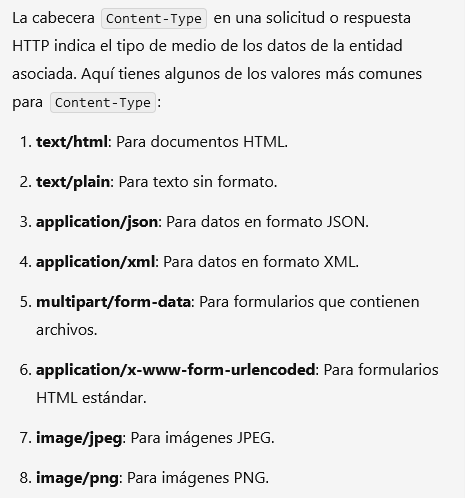 La cabecera Content-Type en una solicitud o respuesta
HTTP indica el tipo de medio de los datos de la entidad
asociada. Aquí tienes algunos de los valores más comunes
para Content-Type:
1. text/html: Para documentos HTML.
2. text/plain: Para texto sin formato.
3. application/json: Para datos en formato JSON.
4. application/xml: Para datos en formato XML.
5. multipart/form-data: Para formularios que contienen
archivos.
6. application/x-www-form-urlencoded: Para formularios
HTML estándar.
7. image/jpeg: Para imágenes JPEG.
8. image/png: Para imágenes PNG.